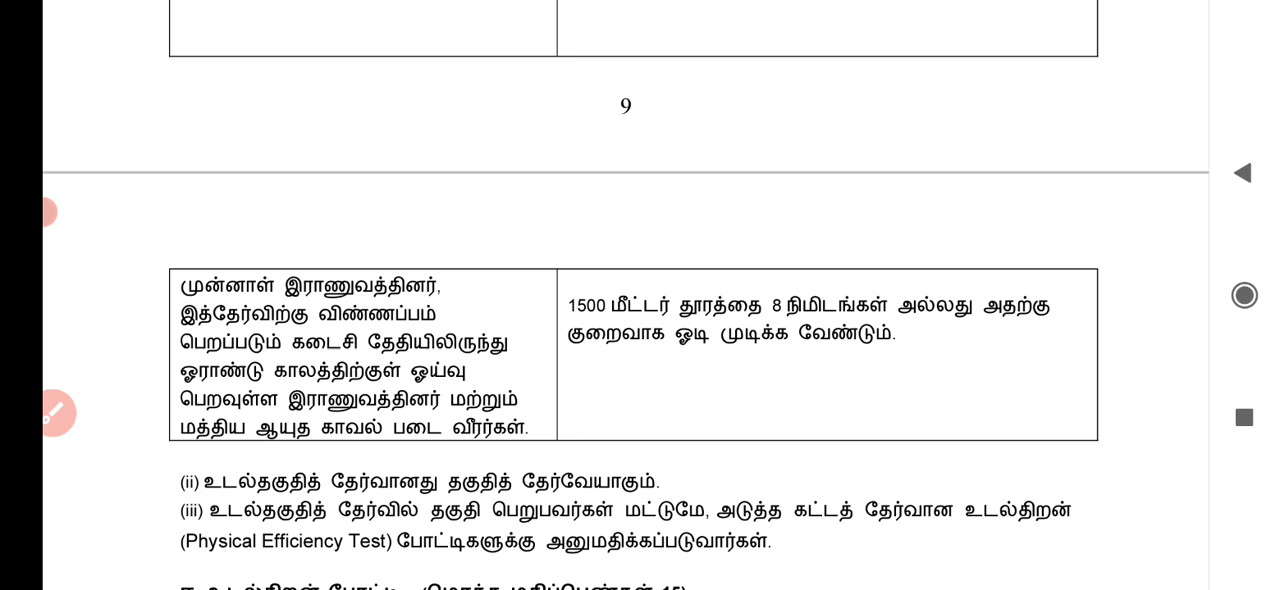 9
முன்னாள் இராணுவத்தினர்,
இத்தேர்விற்கு விண்ணப்பம்
பெறப்படும் கடைசி தேதியிலிருந்து
ஓராண்டு காலத்திற்குள் ஓய்வு
பெறவுள்ள இராணுவத்தினர் மற்றும்
மத்திய ஆயுத காவல் படை வீரர்கள்.
1500 மீட்டர் தூரத்தை 8 நிமிடங்கள் அல்லது அதற்கு
குறைவாக ஓடி முடிக்க வேண்டும்.
(ii) உடல்தகுதித் தேர்வானது தகுதித் தேர்வேயாகும்.
(iii) உடல்தகுதித் தேர்வில் தகுதி பெறுபவர்கள் மட்டுமே, அடுத்த கட்டத் தேர்வான உடல்திறன்
(Physical Efficiency Test) போட்டிகளுக்கு அனுமதிக்கப்படுவார்கள்.